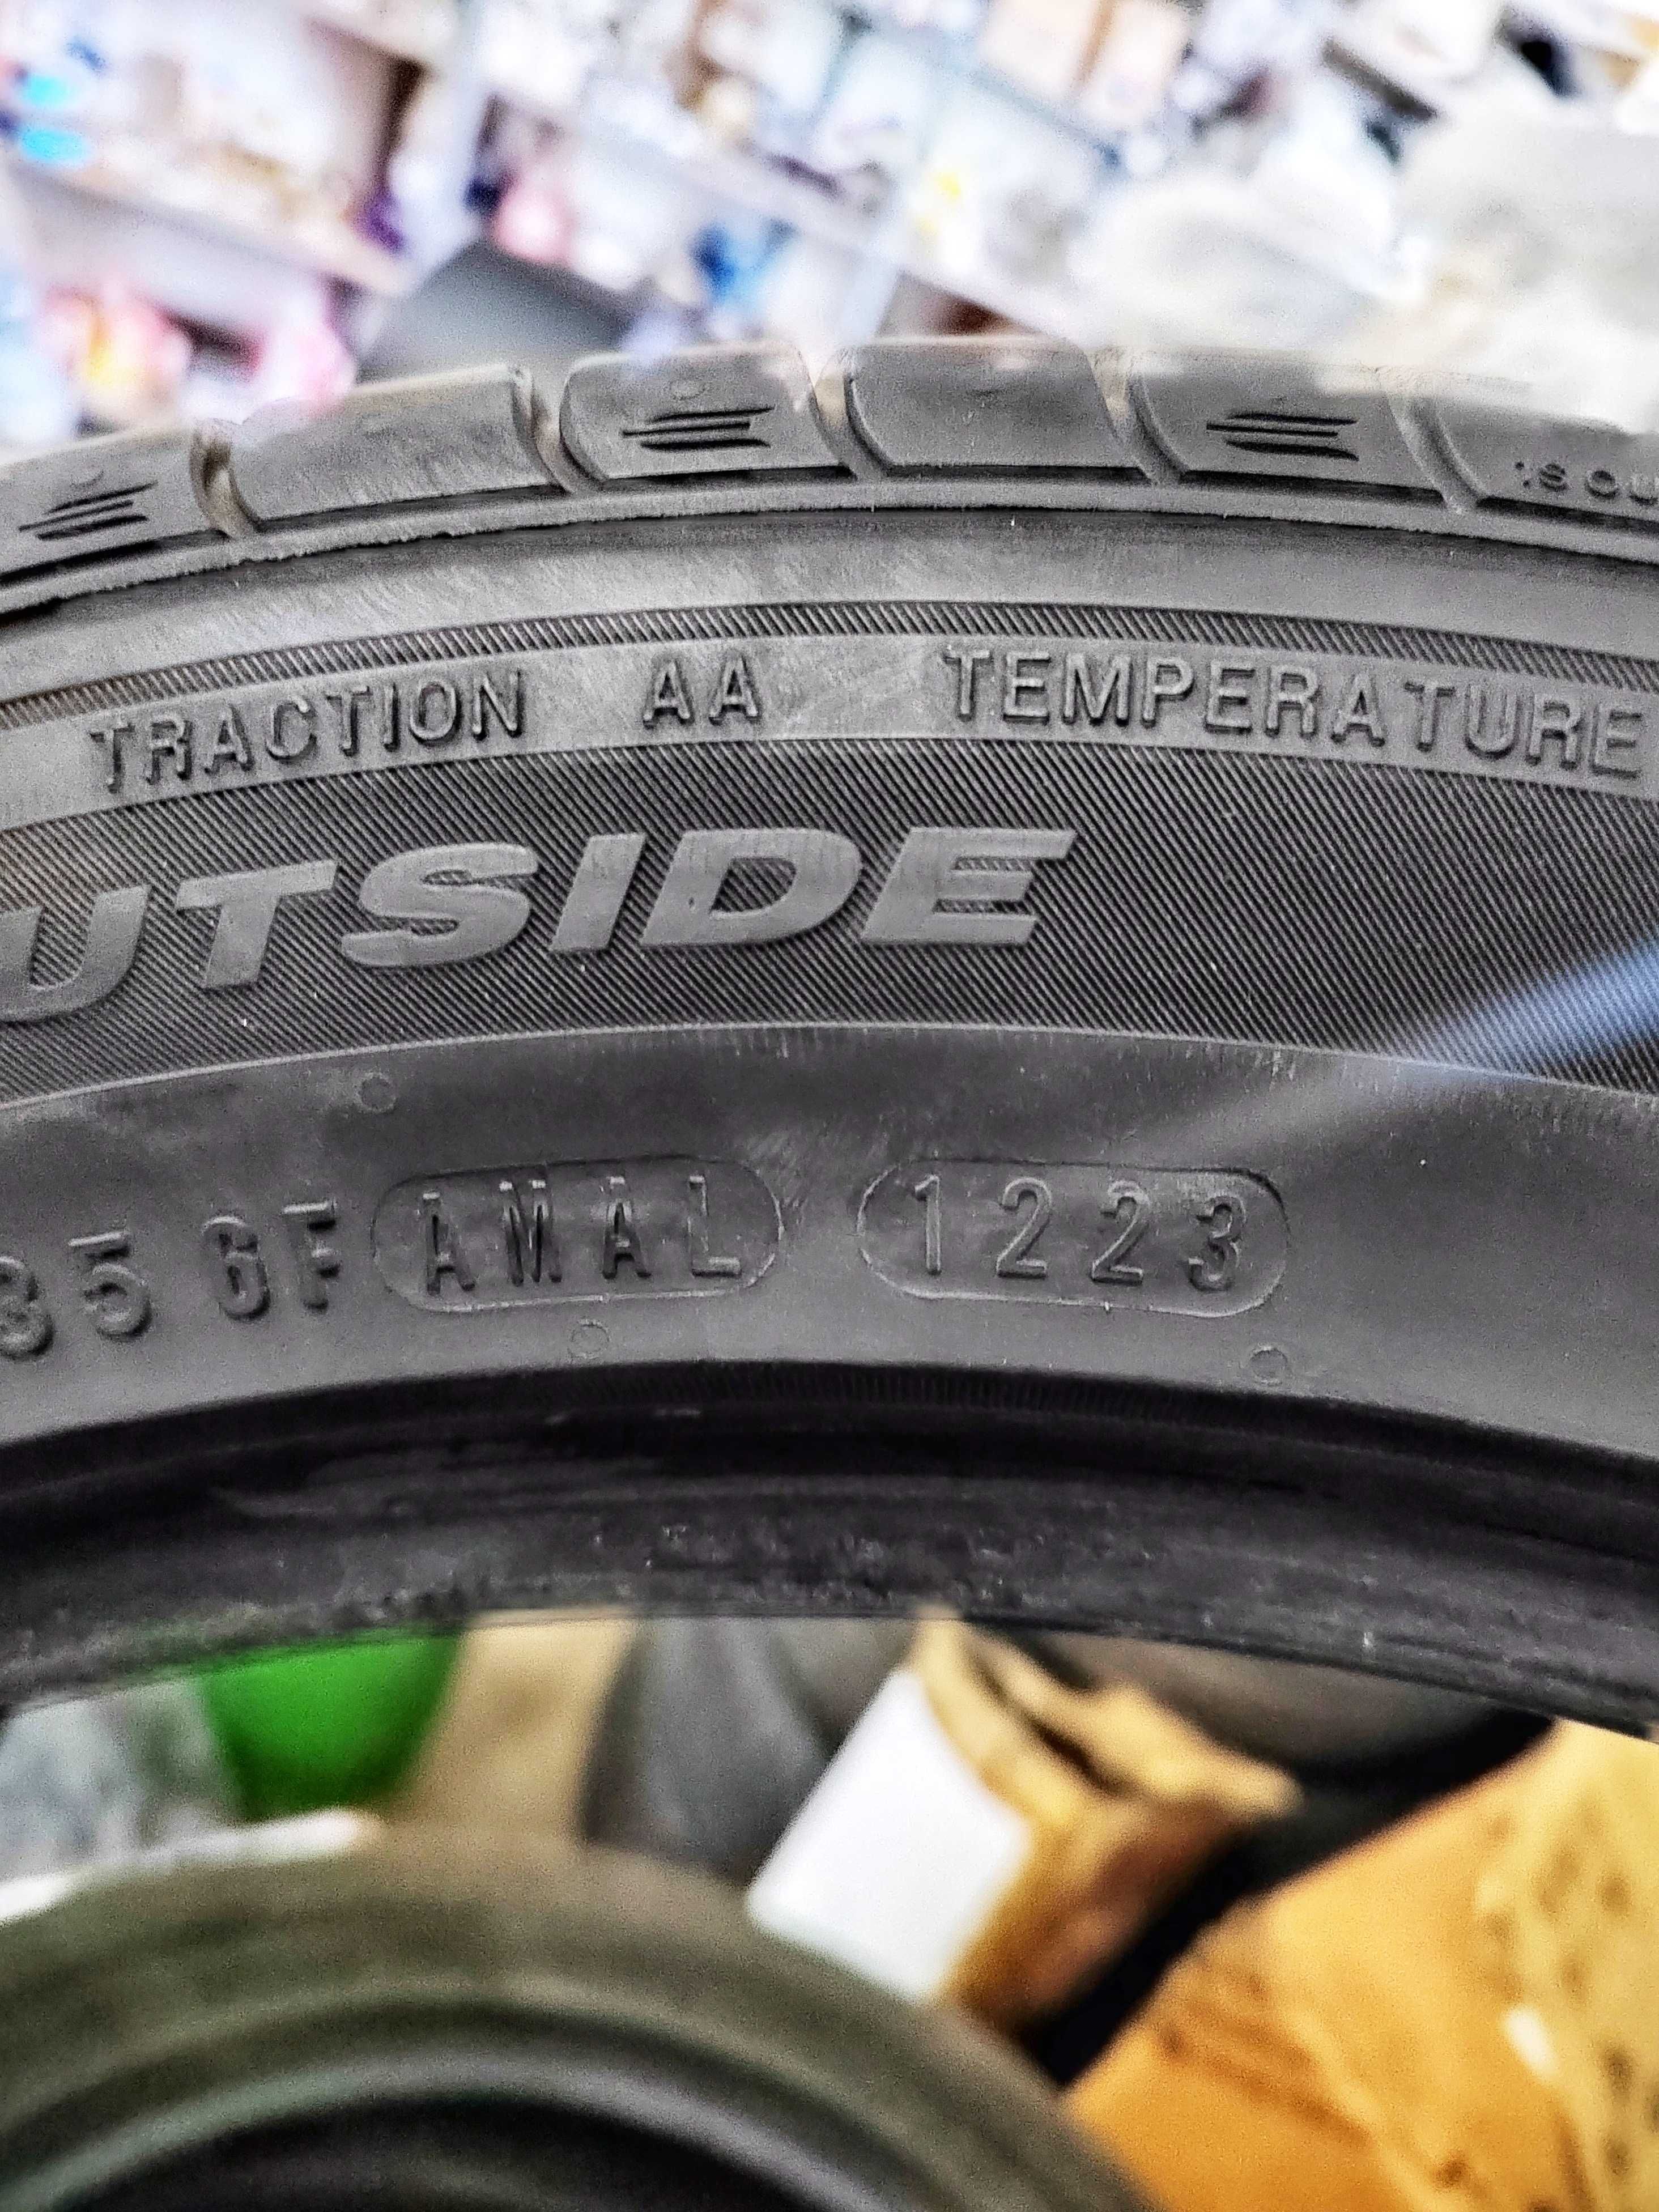 TRACTION AA TEMPERATURE
UTSIDE
35 6F AMAL 1223